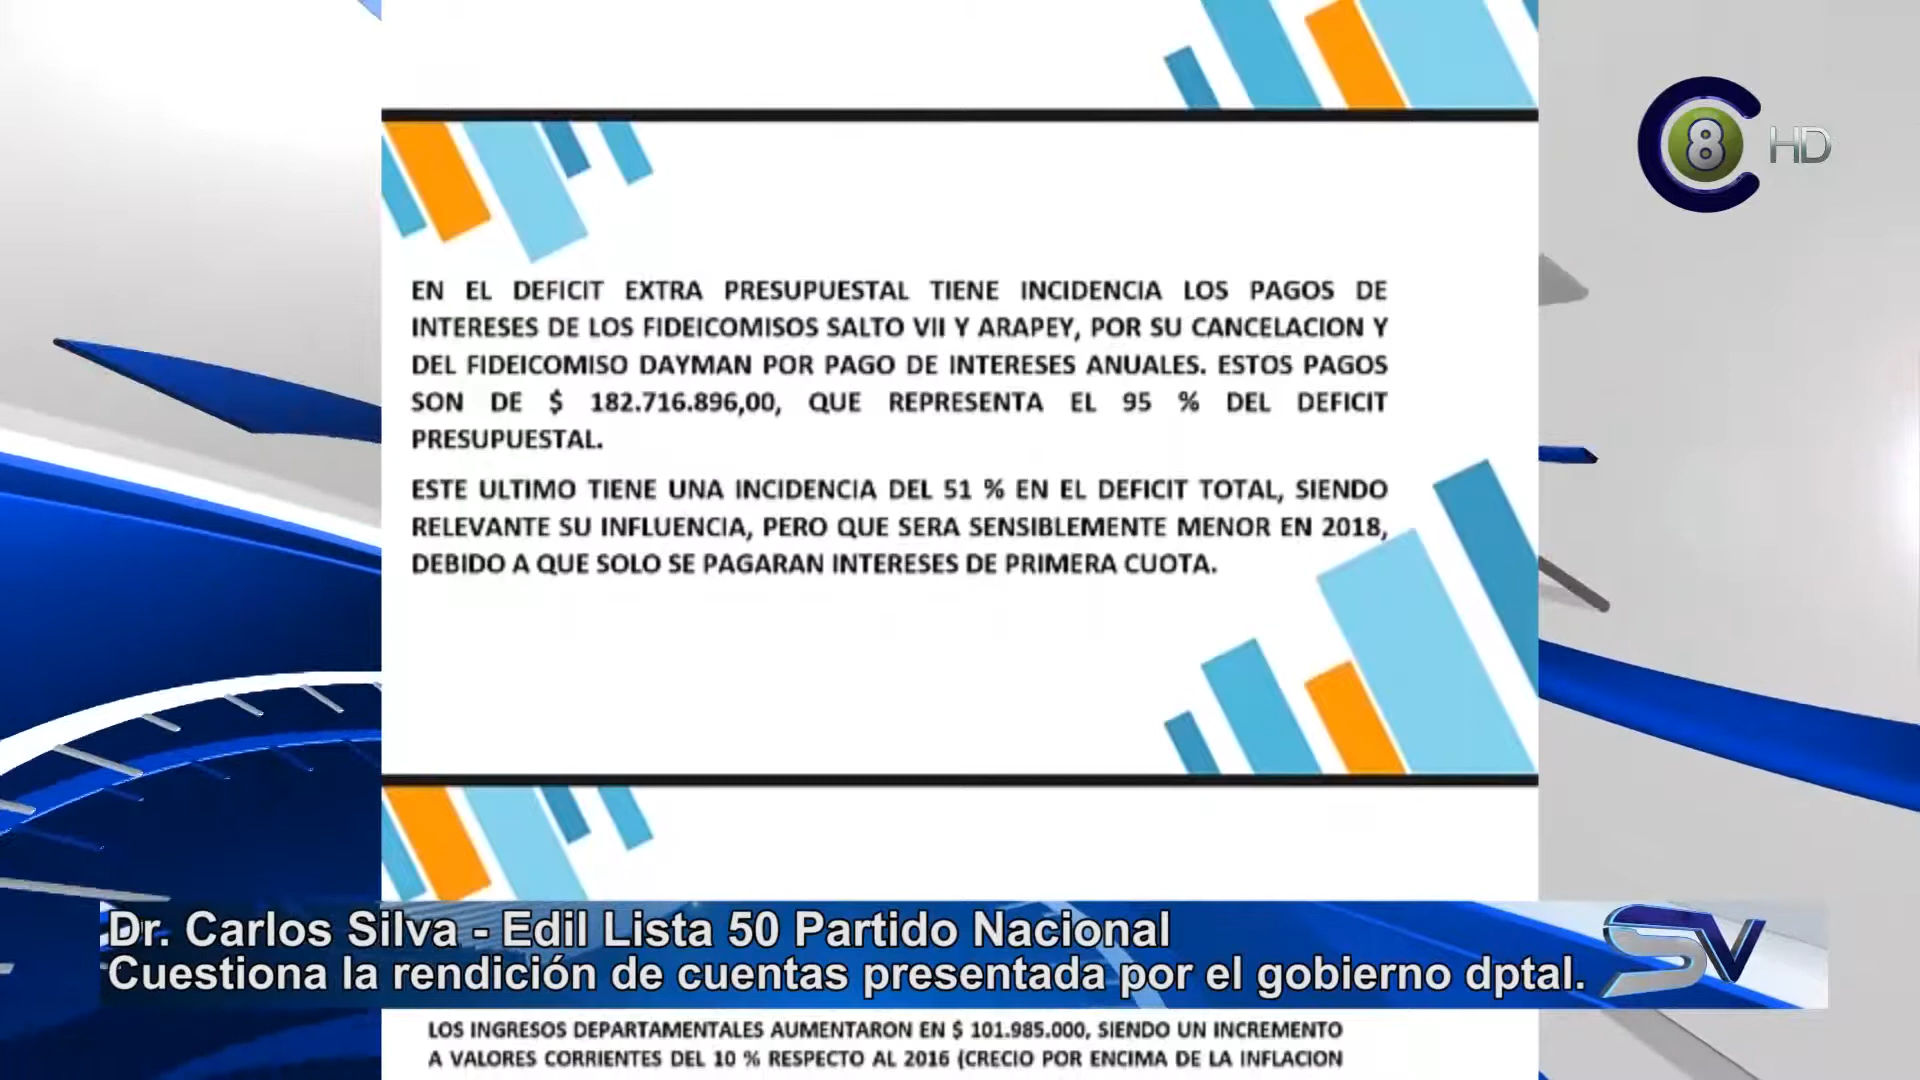 C 8 HD
EN EL DEFICIT EXTRA PRESUPUESTAL TIENE INCIDENCIA LOS PAGOS DE
INTERESES DE LOS FIDEICOMISOS SALTO VII Y ARAPEY, POR SU CANCELACION Y
DEL FIDEICOMISO DAYMAN POR PAGO DE INTERESES ANUALES. ESTOS PAGOS
SON DE $ 182.716.896,00, QUE REPRESENTA EL 95 % DEL DEFICIT
PRESUPUESTAL.
ESTE ULTIMO TIENE UNA INCIDENCIA DEL 51 % EN EL DEFICIT TOTAL, SIENDO
RELEVANTE SU INFLUENCIA, PERO QUE SERA SENSIBLEMENTE MENOR EN 2018,
DEBIDO A QUE SOLO SE PAGARAN INTERESES DE PRIMERA CUOTA.
Dr. Carlos Silva - Edil Lista 50 Partido Nacional
Cuestiona la rendición de cuentas presentada por el gobierno dptal.
SV
LOS INGRESOS DEPARTAMENTALES AUMENTARON EN $ 101.985.000, SIENDO UN INCREMENTO
A VALORES CORRIENTES DEL 10 % RESPECTO AL 2016 (CRECIO POR ENCIMA DE LA INFLACION